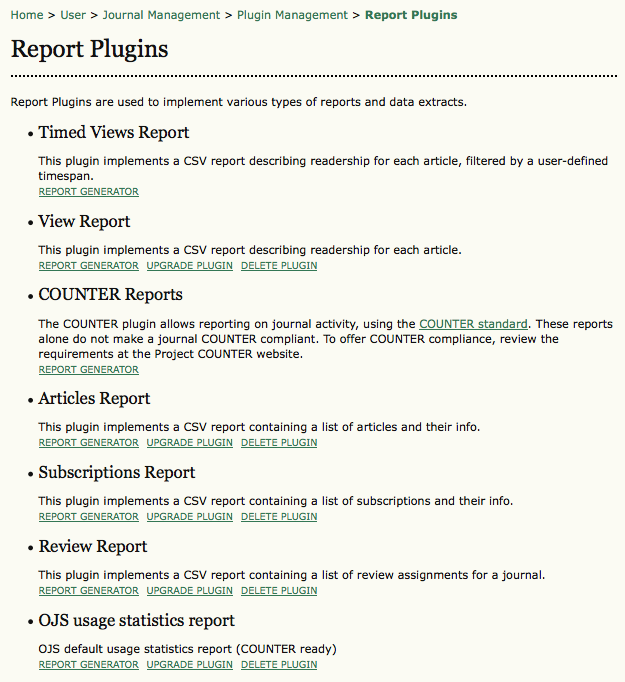 Home > User > Journal Management > Plugin Management > Report Plugins
Report Plugins
Report Plugins are used to implement various types of reports and data extracts.
• Timed Views Report
This plugin implements a CSV report describing readership for each article, filtered by a user-defined
timespan.
REPORT GENERATOR
• View Report
This plugin implements a CSV report describing readership for each article.
REPORT GENERATOR UPGRADE PLUGIN DELETE PLUGIN
• COUNTER Reports
The COUNTER plugin allows reporting on journal activity, using the COUNTER standard. These reports
alone do not make a journal COUNTER compliant. To offer COUNTER compliance, review the
requirements at the Project COUNTER website.
REPORT GENERATOR
• Articles Report
This plugin implements a CSV report containing a list of articles and their info.
REPORT GENERATOR UPGRADE PLUGIN DELETE PLUGIN
• Subscriptions Report
This plugin implements a CSV report containing a list of subscriptions and their info.
REPORT GENERATOR UPGRADE PLUGIN DELETE PLUGIN
• Review Report
This plugin implements a CSV report containing a list of review assignments for a journal.
REPORT GENERATOR UPGRADE PLUGIN DELETE PLUGIN
• OJS usage statistics report
OJS default usage statistics report (COUNTER ready)
REPORT GENERATOR UPGRADE PLUGIN DELETE PLUGIN